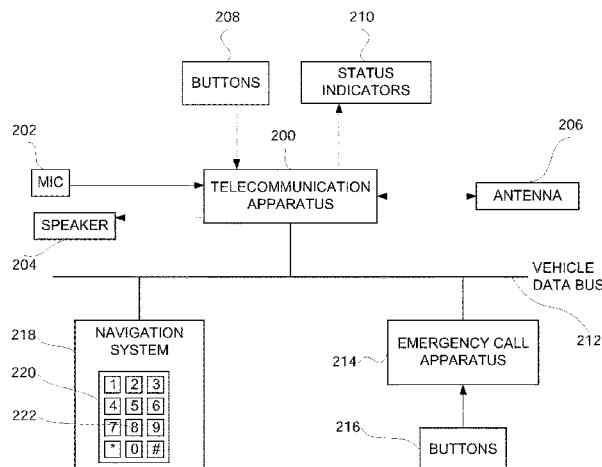 208
210
BUTTONS
STATUS
INDICATORS
202
200
206
MIC
TELECOMMUNICATION
APPARATUS
ANTENNA
SPEAKER
204
VEHICLE
DATA BUS
212
218
NAVIGATION
SYSTEM
214
EMERGENCY CALL
APPARATUS
220
1 2 3
4 5 6
222
7 8 9
* 0 #
216
BUTTONS